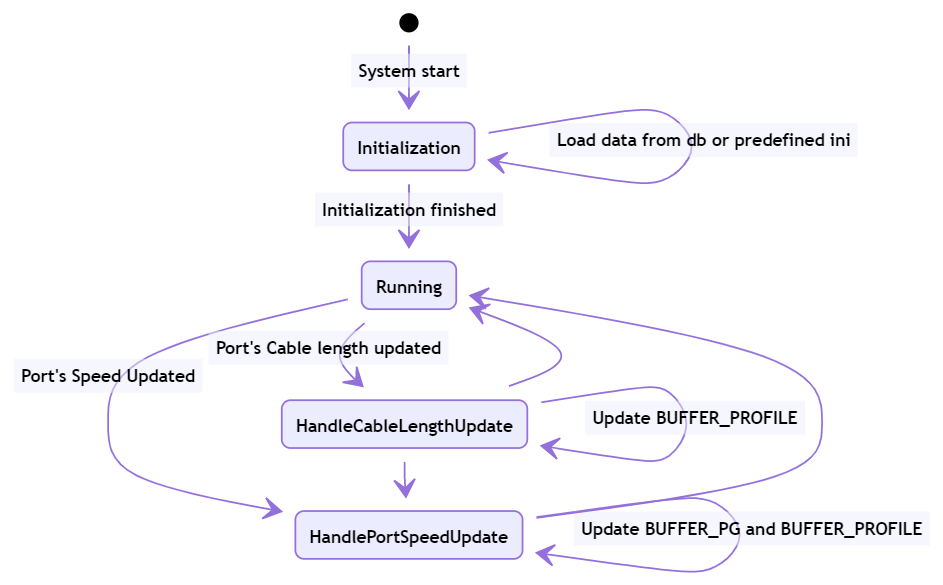 System start
Initialization
Load data from db or predefined ini
Initialization finished
Running
Port's Cable length updated
Port's Speed Updated
HandleCableLengthUpdate
Update BUFFER_PROFILE
HandlePortSpeedUpdate
Update BUFFER_PG and BUFFER_PROFILE